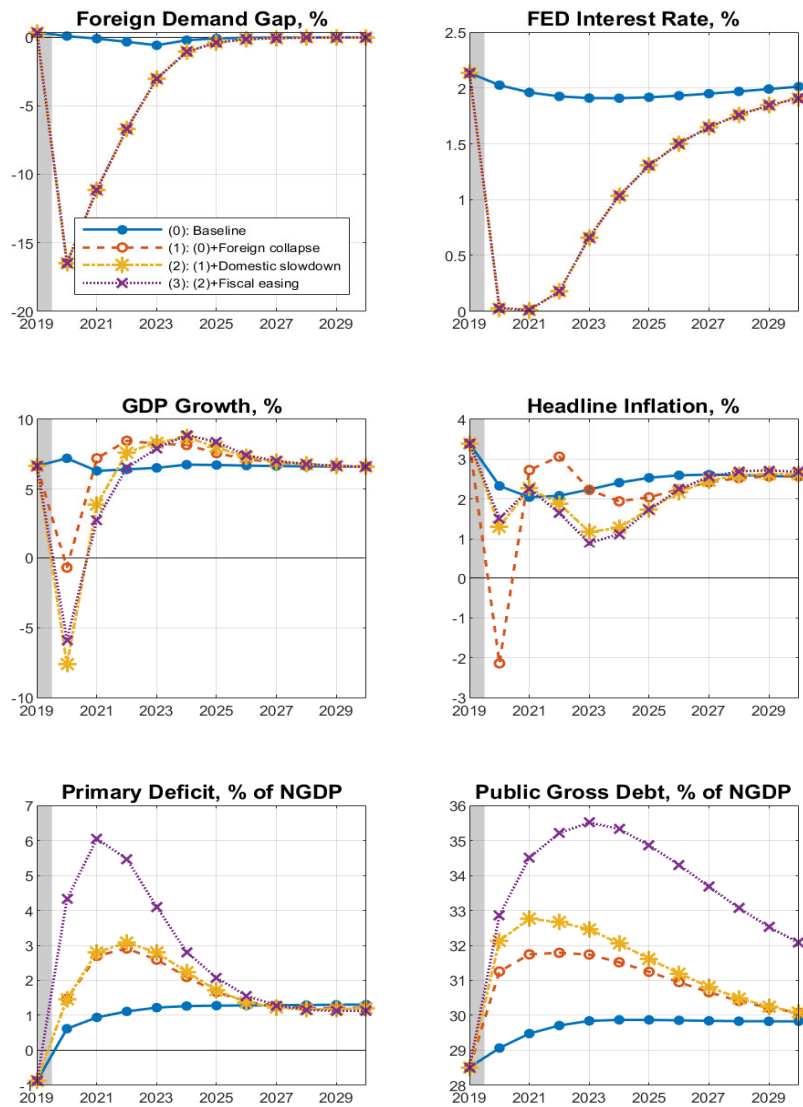 Foreign Demand Gap, %
0
-5
-10
-15
-20
(0): Baseline
(1): (0)+Foreign collapse
(2): (1)+Domestic slowdown
(3): (2)+Fiscal easing
2019 2021 2023 2025 2027 2029
FED Interest Rate, %
2.5
2
1.5
1
0.5
0
2019 2021 2023 2025 2027 2029
GDP Growth, %
10
5
0
-5
-10
2019 2021 2023 2025 2027 2029
Headline Inflation, %
4
3
2
1
0
-1
-2
-3
2019 2021 2023 2025 2027 2029
Primary Deficit, % of NGDP
7
6
5
4
3
2
1
0
-1
2019 2021 2023 2025 2027 2029
Public Gross Debt, % of NGDP
36
35
34
33
32
31
30
29
28
2019 2021 2023 2025 2027 2029